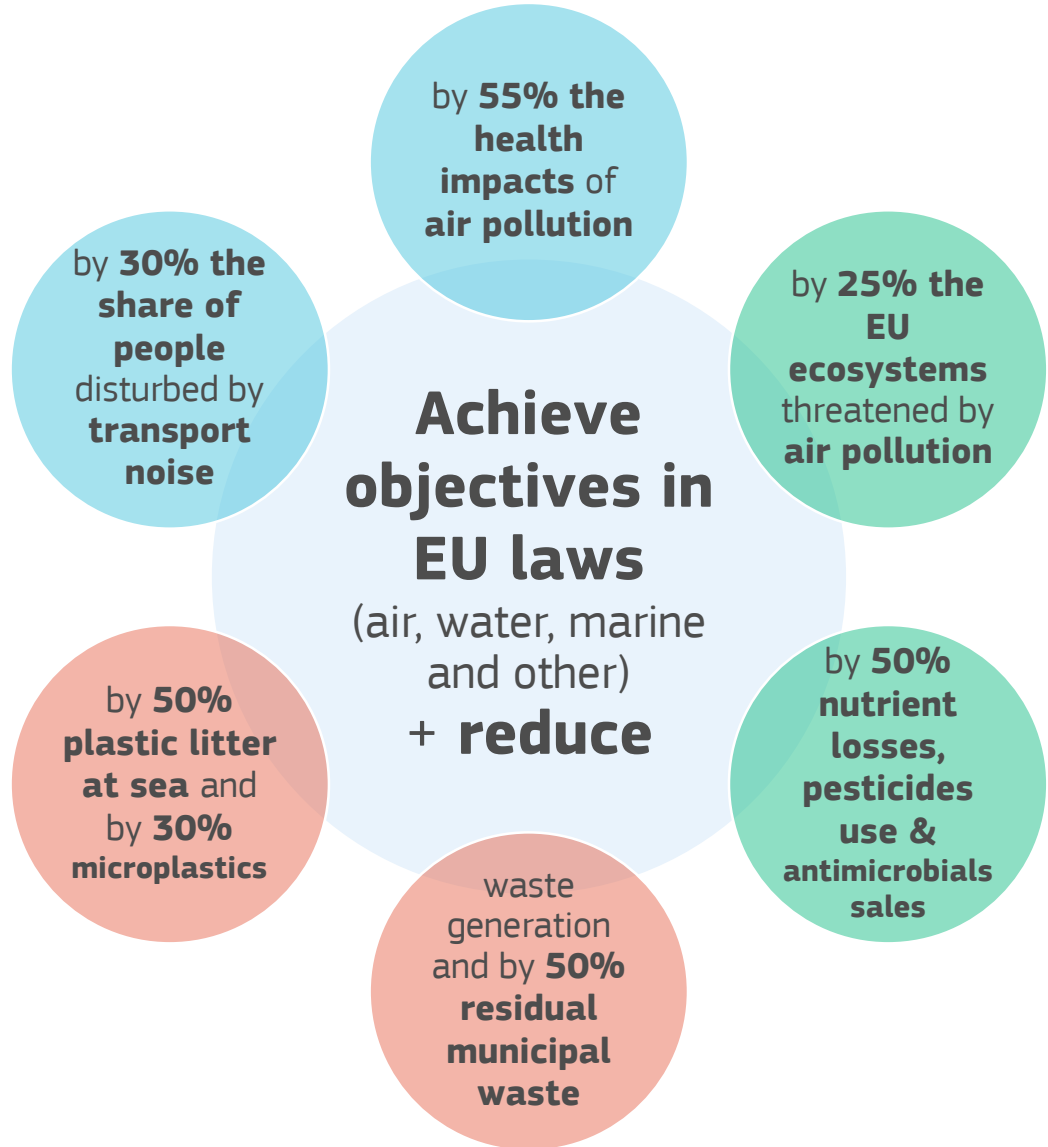 by 55% the
health
impacts of
air pollution
by 25% the
EU
ecosystems
threatened by
air pollution
by 50%
nutrient
losses,
pesticides
use &
antimicrobials
sales
waste
generation
and by 50%
residual
municipal
waste
by 50%
plastic litter
at sea and
by 30%
microplastics
by 30% the
share of
people
disturbed by
transport
noise
Achieve
objectives in
EU laws
(air, water, marine
and other)
+ reduce